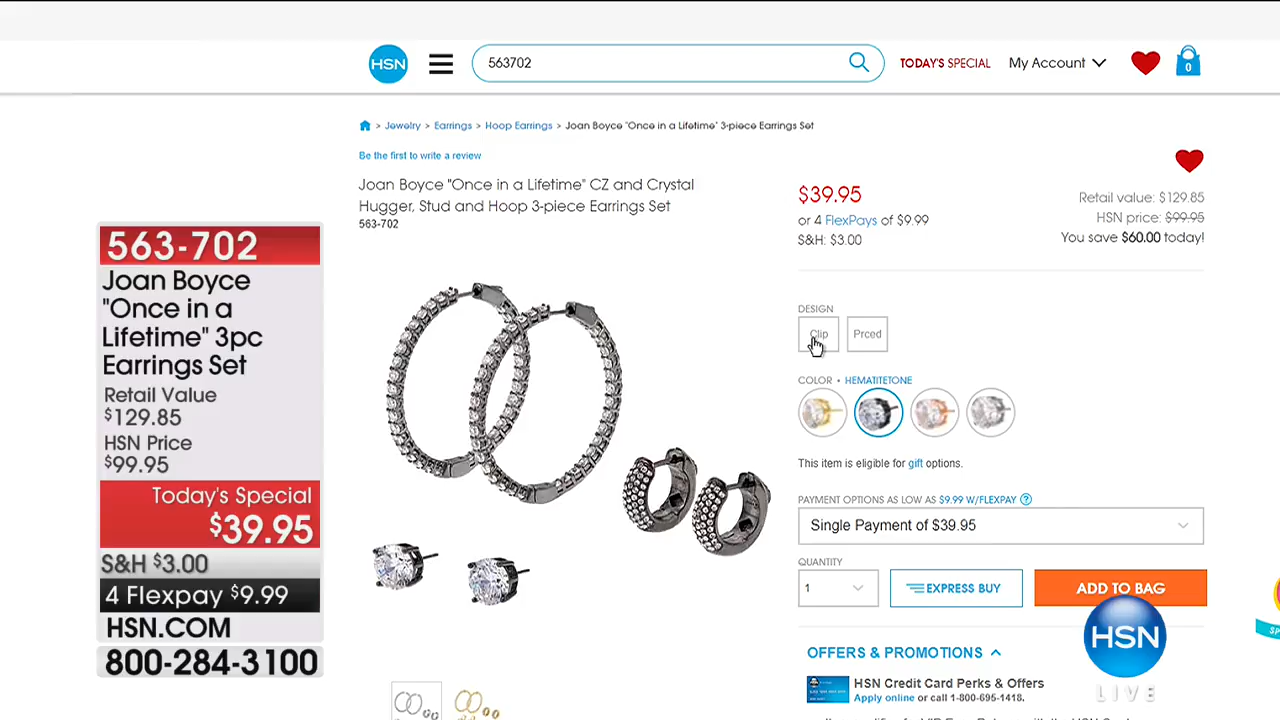 HSN
563702
TODAY'S SPECIAL
My Account
0
> Jewelry > Earrings > Hoop Earrings > Joan Boyce "Once in a Lifetime" 3-piece Earrings Set
Be the first to write a review
Joan Boyce "Once in a Lifetime" CZ and Crystal
Hugger, Stud and Hoop 3-piece Earrings Set
563-702
$39.95
or 4 FlexPays of $9.99
S&H: $3.00
Retail value: $129.85
HSN price: $99.95
You save $60.00 today!
DESIGN
Clip
Prced
COLOR • HEMATITETONE
This item is eligible for gift options.
PAYMENT OPTIONS AS LOW AS $9.99 W/FLEXPAY ?
Single Payment of $39.95
QUANTITY
1
EXPRESS BUY
ADD TO BAG
OFFERS & PROMOTIONS
HSN Credit Card Perks & Offers
Apply online or call 1-800-695-1418.
563-702
Joan Boyce
"Once in a
Lifetime" 3pc
Earrings Set
Retail Value
$129.85
HSN Price
$99.95
Today's Special
$39.95
S&H $3.00
4 Flexpay $9.99
HSN.COM
800-284-3100
HSN
LIVE